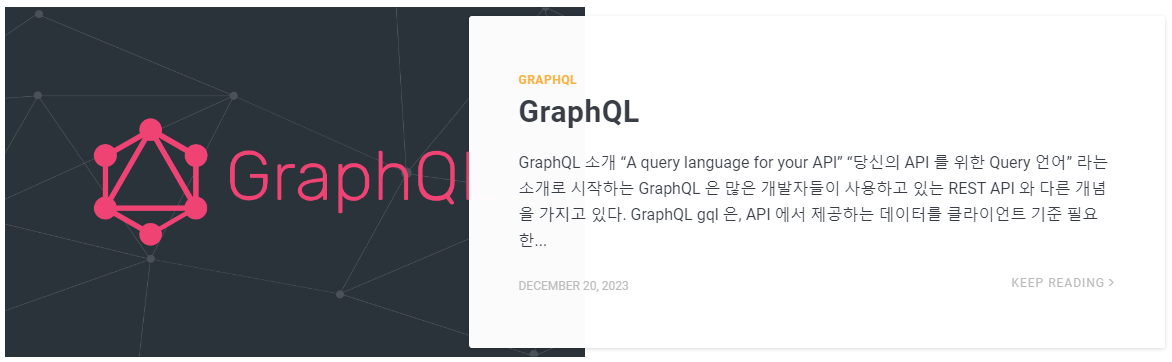 GraphQL
GRAPHQL
GraphQL
GraphQL 소개 “A query language for your API” “당신의 API 를 위한 Query 언어” 라는
소개로 시작하는 GraphQL 은 많은 개발자들이 사용하고 있는 REST API 와 다른 개념
을 가지고 있다. GraphQL gql 은, API 에서 제공하는 데이터를 클라이언트 기준 필요
한...
DECEMBER 20, 2023
KEEP READING >